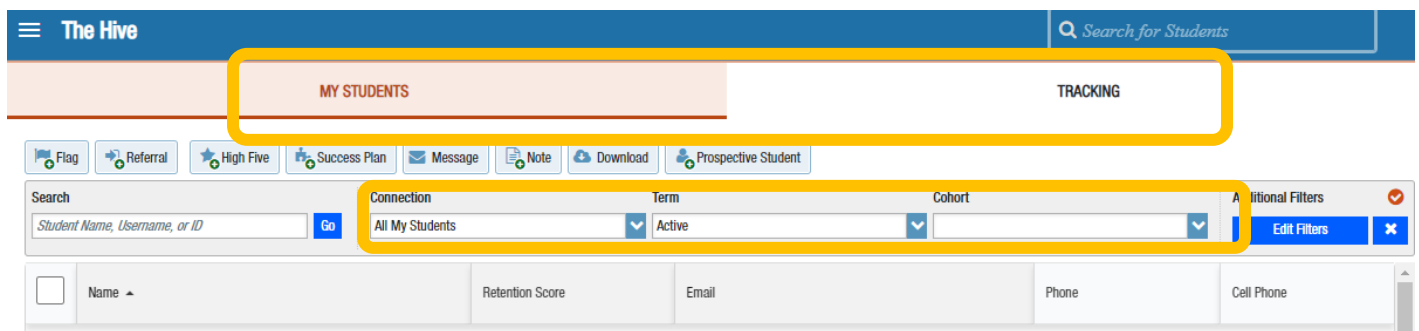 The Hive
Search for Students
MY STUDENTS TRACKING
Flag Referral High Five Success Plan Message Note Download Prospective Student
Search Connection Term Cohort Additional Filters
Student Name, Username, or ID Go All My Students Active Edit Filters
Name Retention Score Email Phone Cell Phone